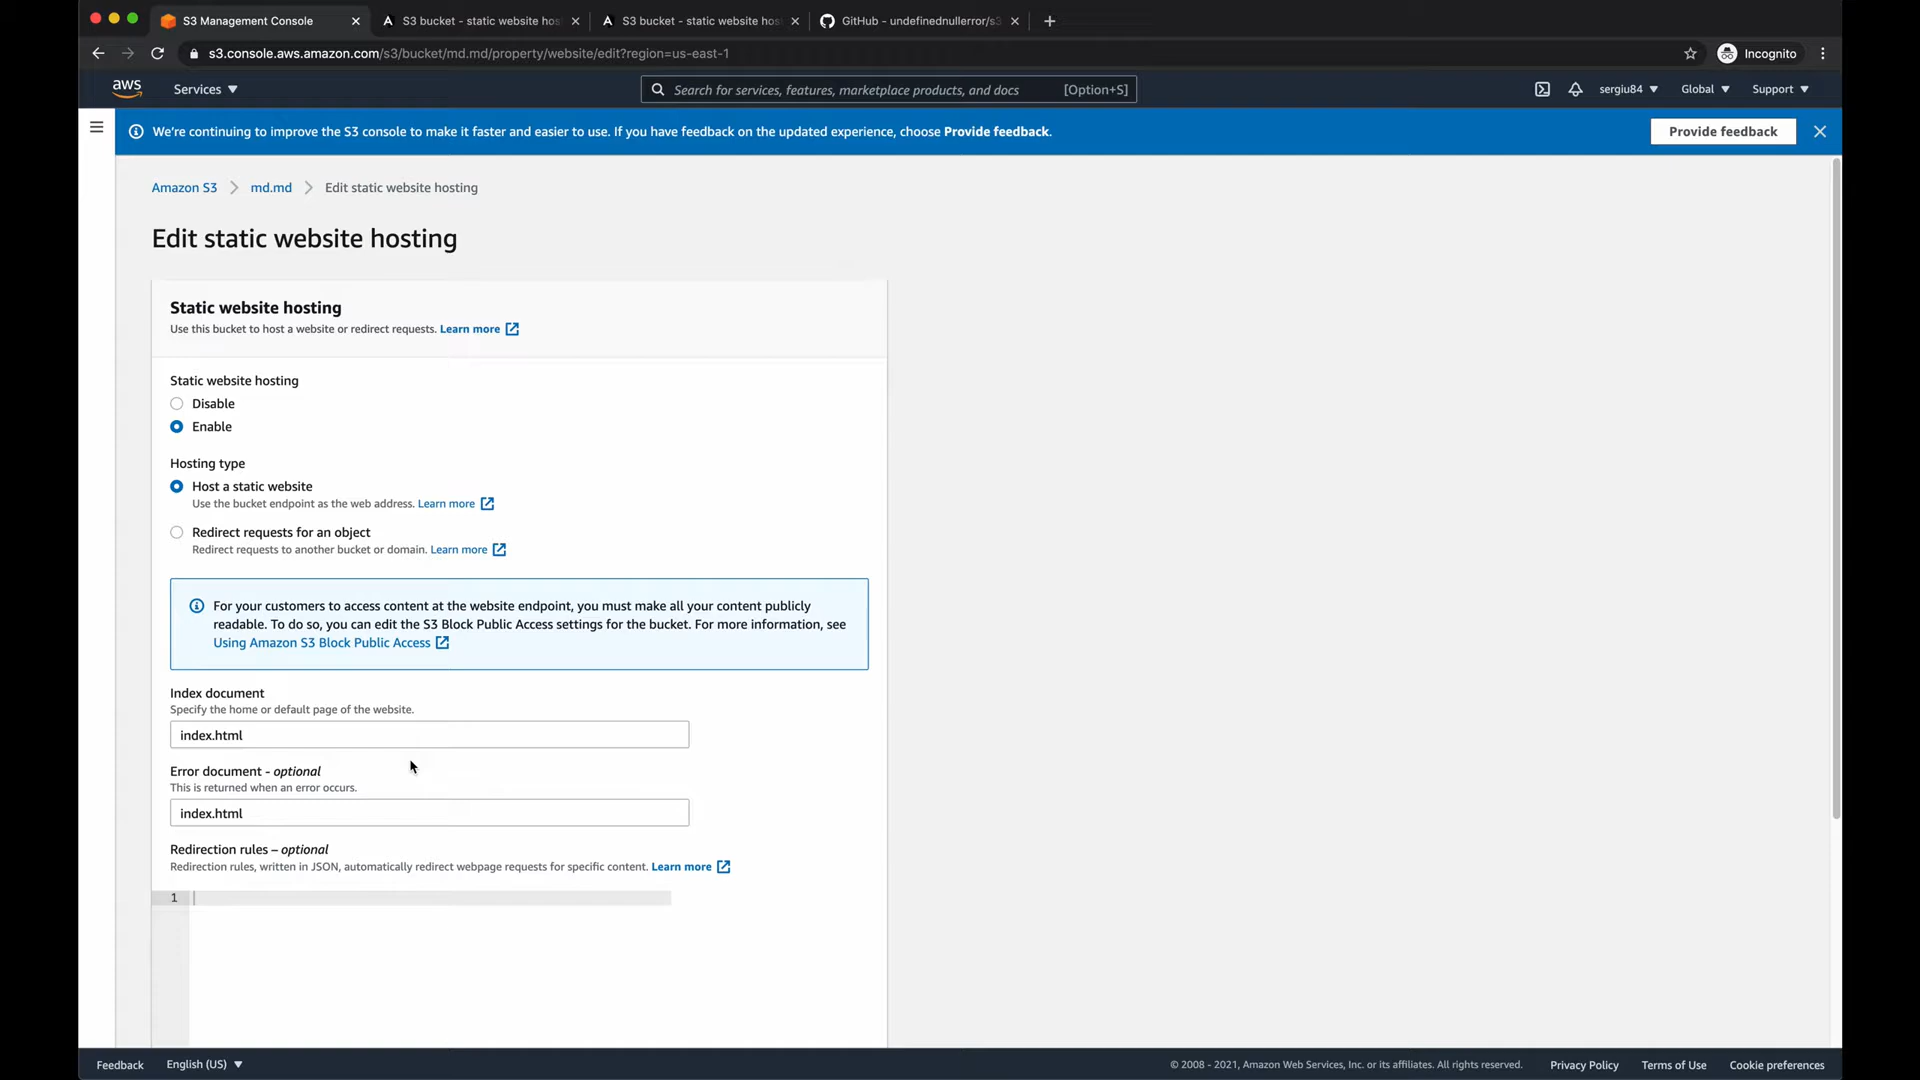 S3 Management Console
S3 bucket - static website hos
S3 bucket - static website hos
GitHub - undefinednullerror/s3
s3.console.aws.amazon.com/s3/bucket/md.md/property/website/edit?region=us-east-1
Incognito
aws
Services
Search for services, features, marketplace products, and docs
[Option+S]
sergiu84
Global
Support
We're continuing to improve the S3 console to make it faster and easier to use. If you have feedback on the updated experience, choose Provide feedback.
Provide feedback
Amazon S3
md.md
Edit static website hosting
Edit static website hosting
Static website hosting
Use this bucket to host a website or redirect requests. Learn more
Static website hosting
Disable
Enable
Hosting type
Host a static website
Use the bucket endpoint as the web address. Learn more
Redirect requests for an object
Redirect requests to another bucket or domain. Learn more
For your customers to access content at the website endpoint, you must make all your content publicly
readable. To do so, you can edit the S3 Block Public Access settings for the bucket. For more information, see
Using Amazon S3 Block Public Access
Index document
Specify the home or default page of the website.
index.html
Error document - optional
This is returned when an error occurs.
index.html
Redirection rules – optional
Redirection rules, written in JSON, automatically redirect webpage requests for specific content. Learn more
1
Feedback
English (US)
© 2008 - 2021, Amazon Web Services, Inc. or its affiliates. All rights reserved.
Privacy Policy
Terms of Use
Cookie preferences